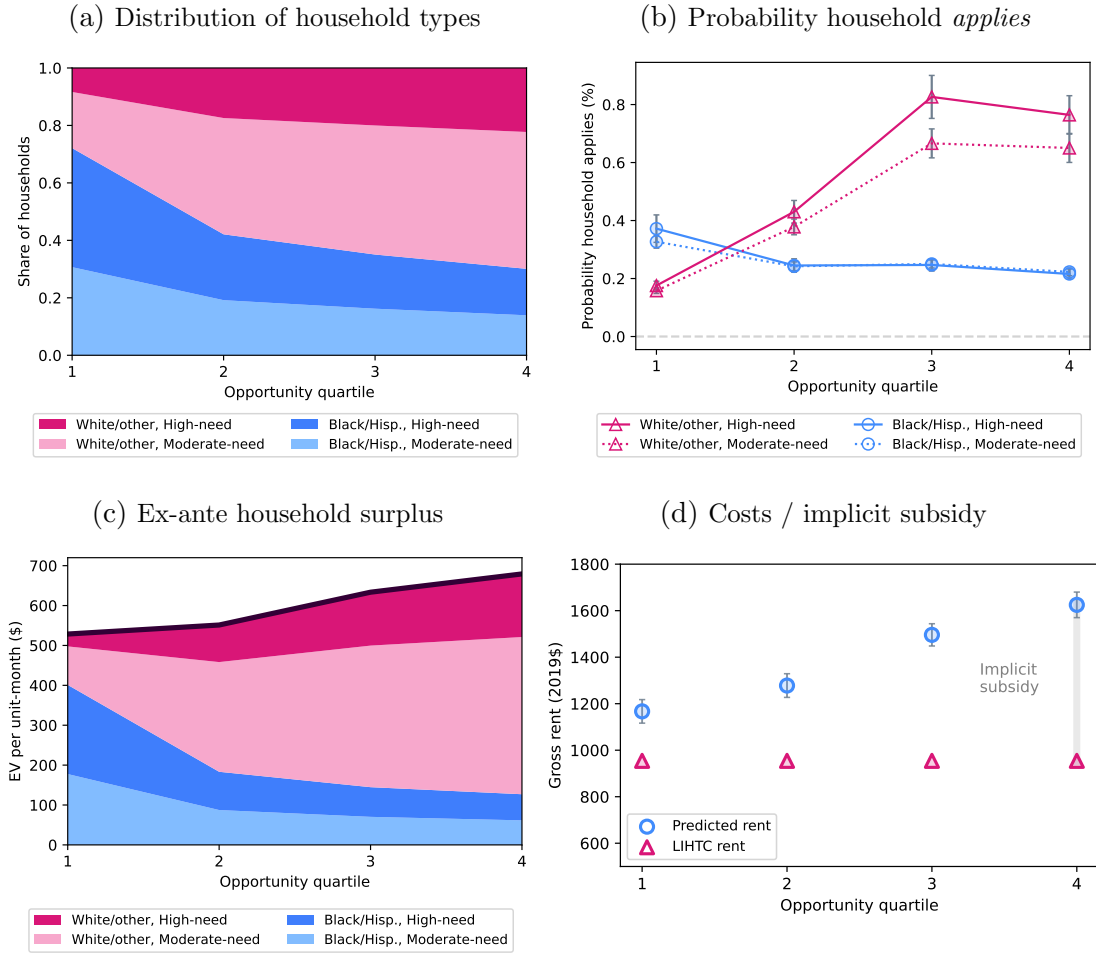 (a) Distribution of household types
1.0
0.8
0.6
0.4
0.2
0.0
Share of households
1 2 3 4
Opportunity quartile
White/other, High-need Black/Hisp., High-need
White/other, Moderate-need Black/Hisp., Moderate-need
(b) Probability household applies
0.8
0.6
0.4
0.2
0.0
Probability household applies (%)
1 2 3 4
Opportunity quartile
White/other, High-need Black/Hisp., High-need
White/other, Moderate-need Black/Hisp., Moderate-need
(c) Ex-ante household surplus
700
600
500
400
300
200
100
0
EV per unit-month ($)
1 2 3 4
Opportunity quartile
White/other, High-need Black/Hisp., High-need
White/other, Moderate-need Black/Hisp., Moderate-need
(d) Costs / implicit subsidy
1800
1600
1400
1200
1000
800
600
Gross rent (2019$)
Implicit
subsidy
Predicted rent
LIHTC rent
1 2 3 4
Opportunity quartile